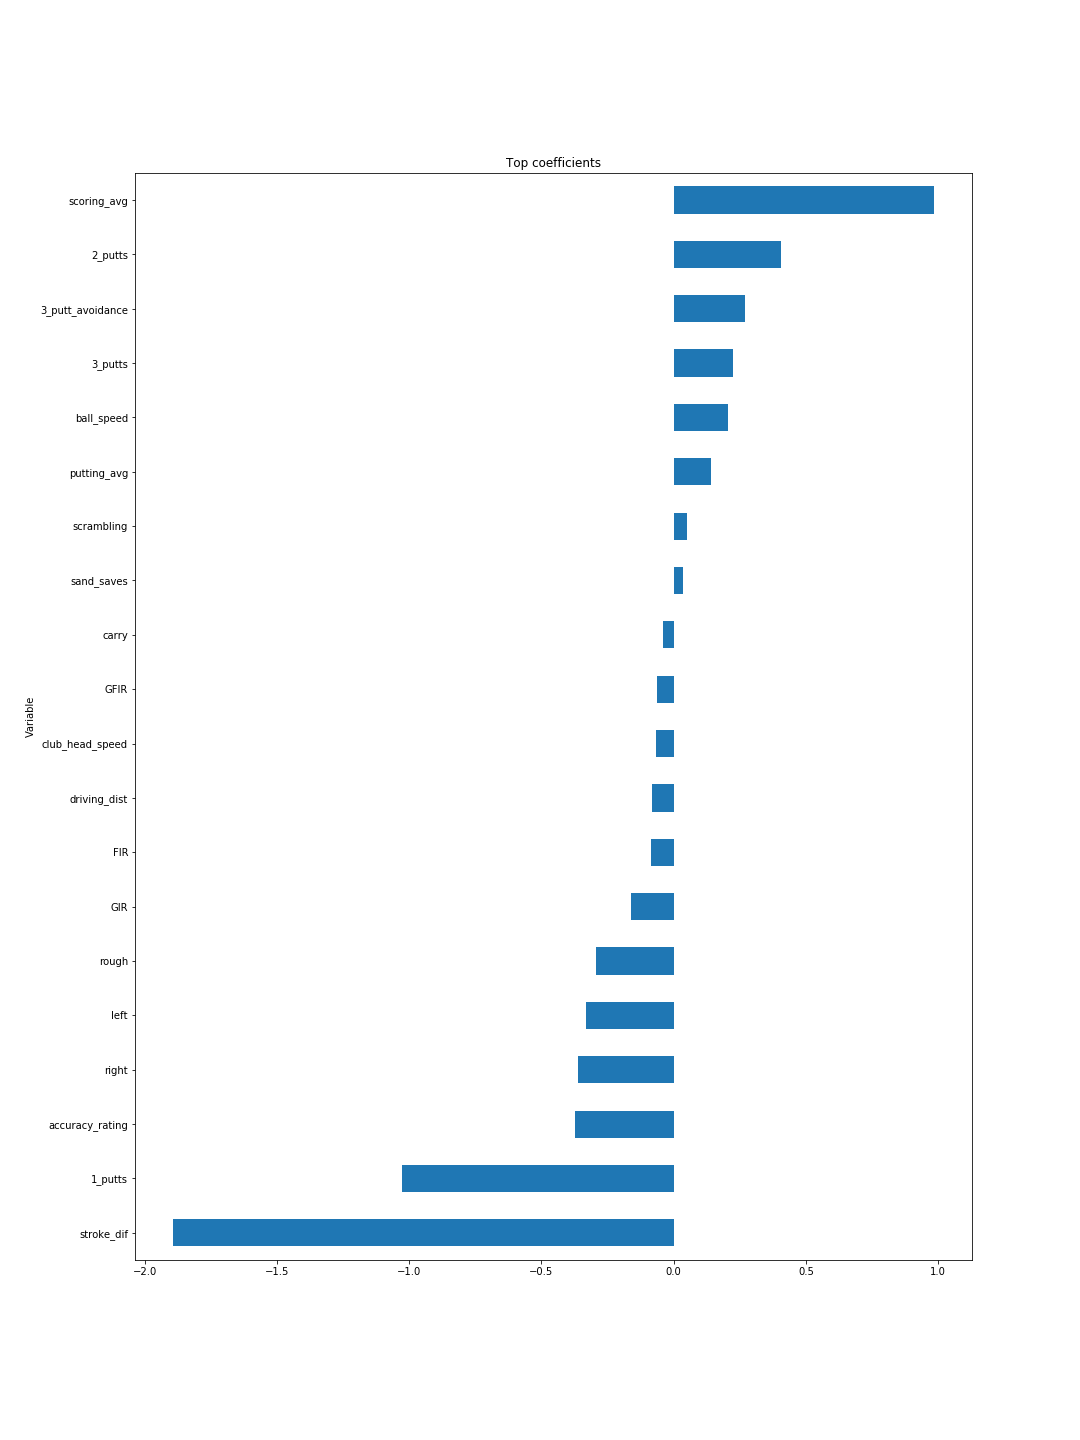 Top coefficients
scoring_avg
2_putts
3_putt_avoidance
3_putts
ball_speed
putting_avg
scrambling
sand_saves
carry
GFIR
club_head_speed
driving_dist
FIR
GIR
rough
left
right
accuracy_rating
1_putts
stroke_dif
Variable
−2.0 −1.5 −1.0 −0.5 0.0 0.5 1.0